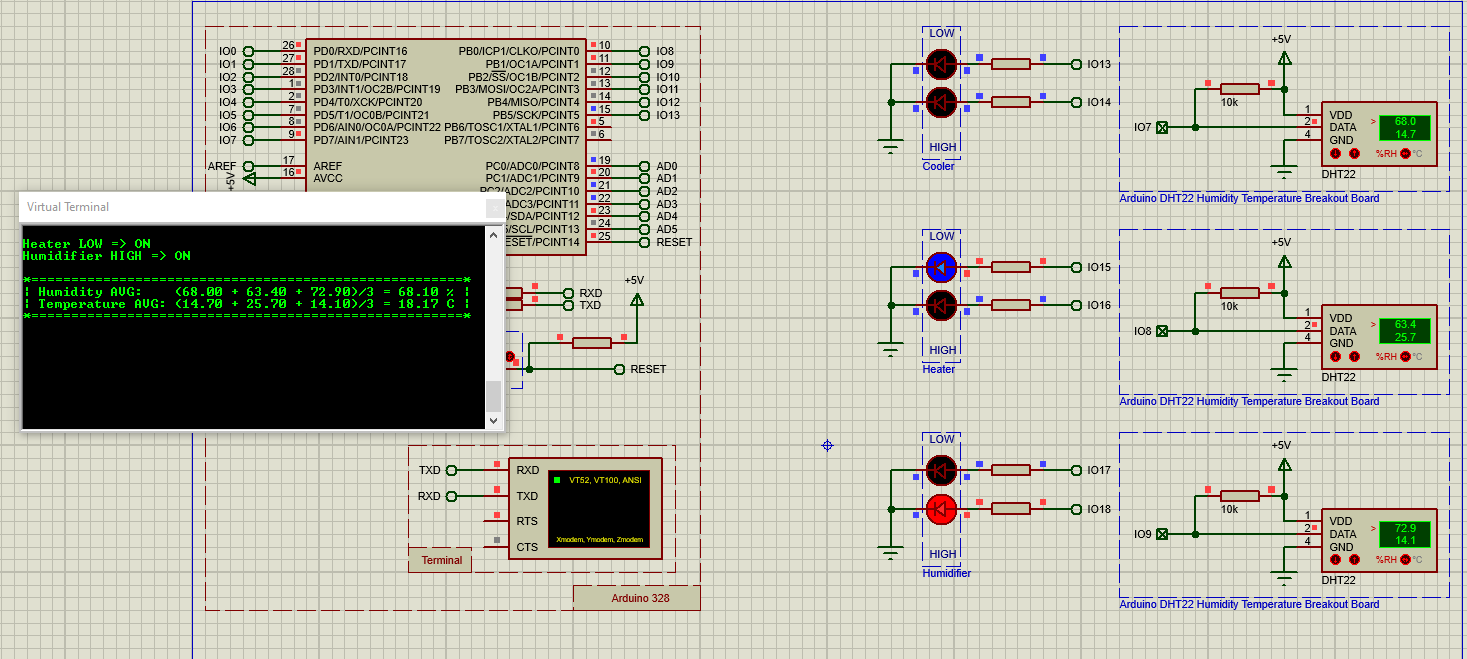 IO0 26 PD0/RXD/PCINT16 PB0/ICP1/CLKO/PCINT0 10 IO8
IO1 27 PD1/TXD/PCINT17 PB1/OC1A/PCINT1 11 IO9
IO2 28 PD2/INT0/PCINT18 PB2/SS/OC1B/PCINT2 12 IO10
IO3 1 PD3/INT1/OC2B/PCINT19 PB3/MOSI/OC2A/PCINT3 13 IO11
IO4 2 PD4/T0/XCK/PCINT20 PB4/MISO/PCINT4 14 IO12
IO5 7 PD5/T1/OC0B/PCINT21 PB5/SCK/PCINT5 15 IO13
IO6 8 PD6/AIN0/OC0A/PCINT22 PB6/TOSC1/XTAL1/PCINT6 5
IO7 9 PD7/AIN1/PCINT23 PB7/TOSC2/XTAL2/PCINT7 6
AREF 17 AREF PC0/ADC0/PCINT8 19 AD0
+5V 16 AVCC PC1/ADC1/PCINT9 20 AD1
PC2/ADC2/PCINT10 21 AD2
ADC3/PCINT11 22 AD3
/SDA/PCINT12 23 AD4
/SCL/PCINT13 24 AD5
ESET/PCINT14 25 RESET
Virtual Terminal
Heater LOW => ON
Humidifier HIGH => ON
*=====================================================*
| Humidity AVG: (68.00 + 63.40 + 72.90)/3 = 68.10 % |
| Temperature AVG: (14.70 + 25.70 + 14.10)/3 = 18.17 C |
*=====================================================*
+5V
RXD
TXD
RESET
TXD RXD
RXD TXD
RTS
CTS
VT52, VT100, ANSI
Xmodem, Ymodem, Zmodem
Terminal
Arduino 328
LOW
IO13
IO14
HIGH
Cooler
LOW
IO15
IO16
HIGH
Heater
LOW
IO17
IO18
HIGH
Humidifier
+5V
10k
IO7
1 VDD
2 DATA
4 GND
> 68.0
14.7
%RH °C
DHT22
Arduino DHT22 Humidity Temperature Breakout Board
+5V
10k
IO8
1 VDD
2 DATA
4 GND
> 63.4
25.7
%RH °C
DHT22
Arduino DHT22 Humidity Temperature Breakout Board
+5V
10k
IO9
1 VDD
2 DATA
4 GND
> 72.9
14.1
%RH °C
DHT22
Arduino DHT22 Humidity Temperature Breakout Board